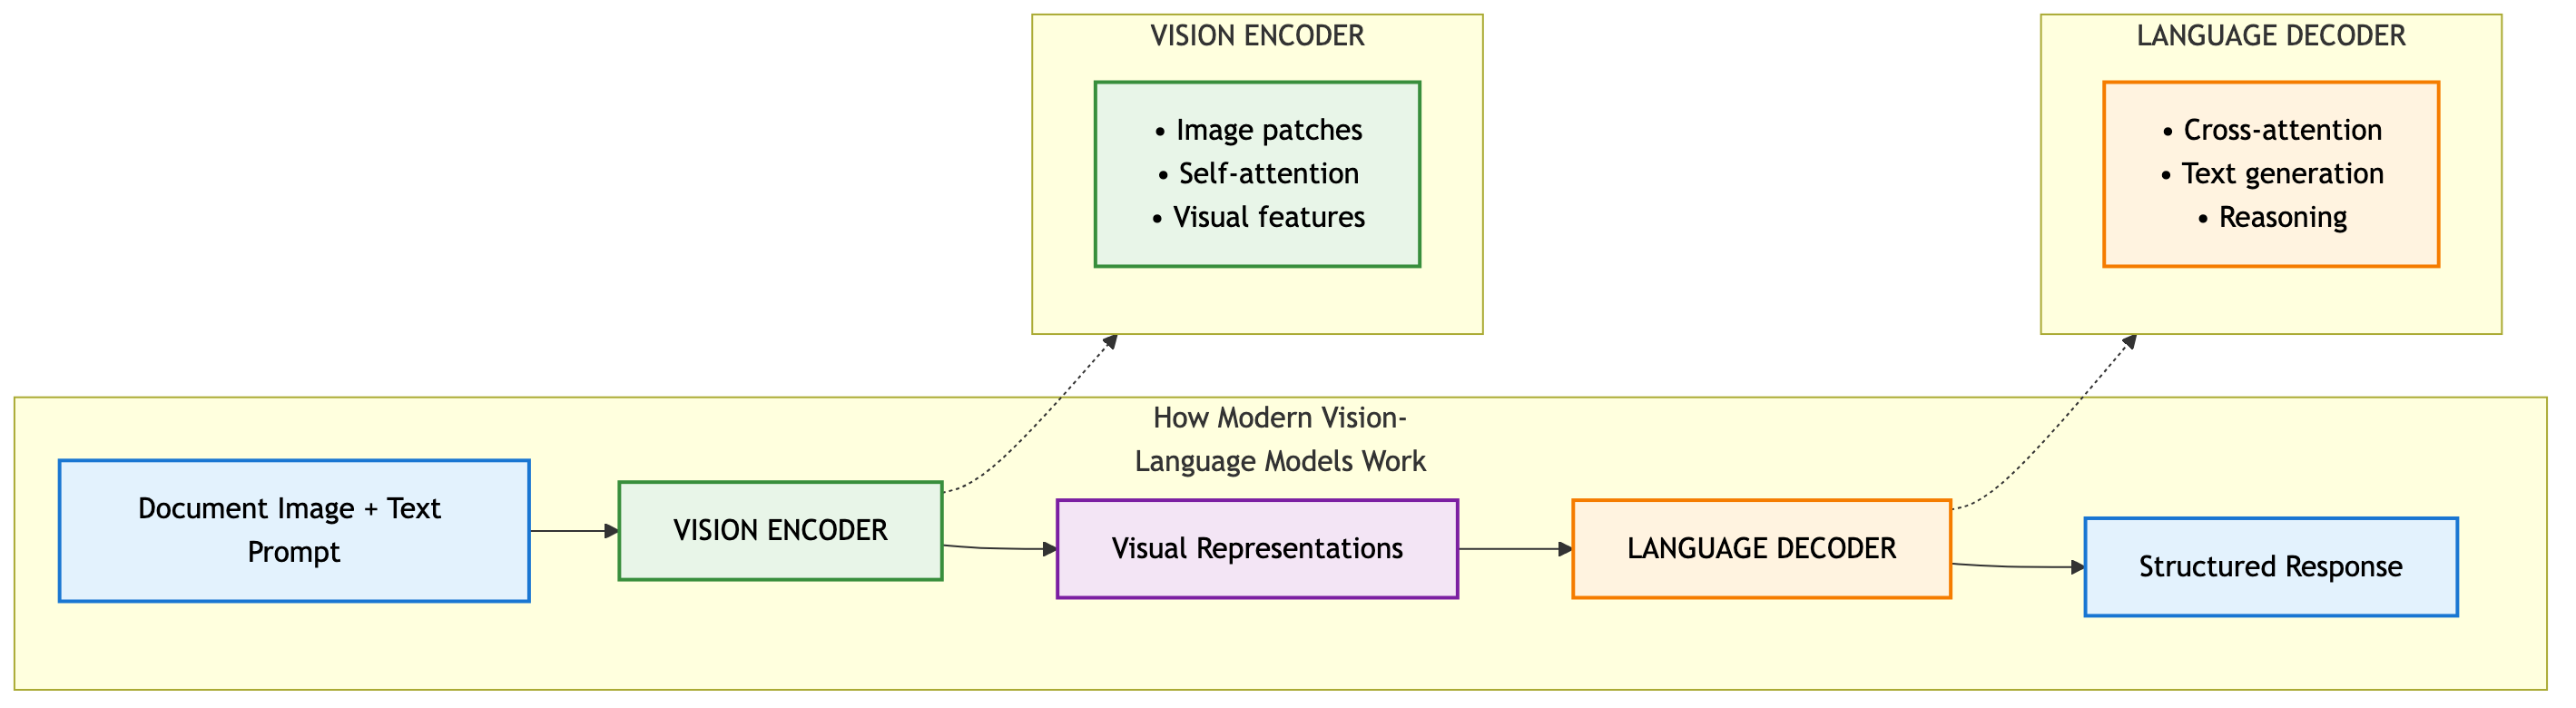 VISION ENCODER
• Image patches
• Self-attention
• Visual features
LANGUAGE DECODER
• Cross-attention
• Text generation
• Reasoning
How Modern Vision-
Language Models Work
Document Image + Text
Prompt
VISION ENCODER
Visual Representations
LANGUAGE DECODER
Structured Response